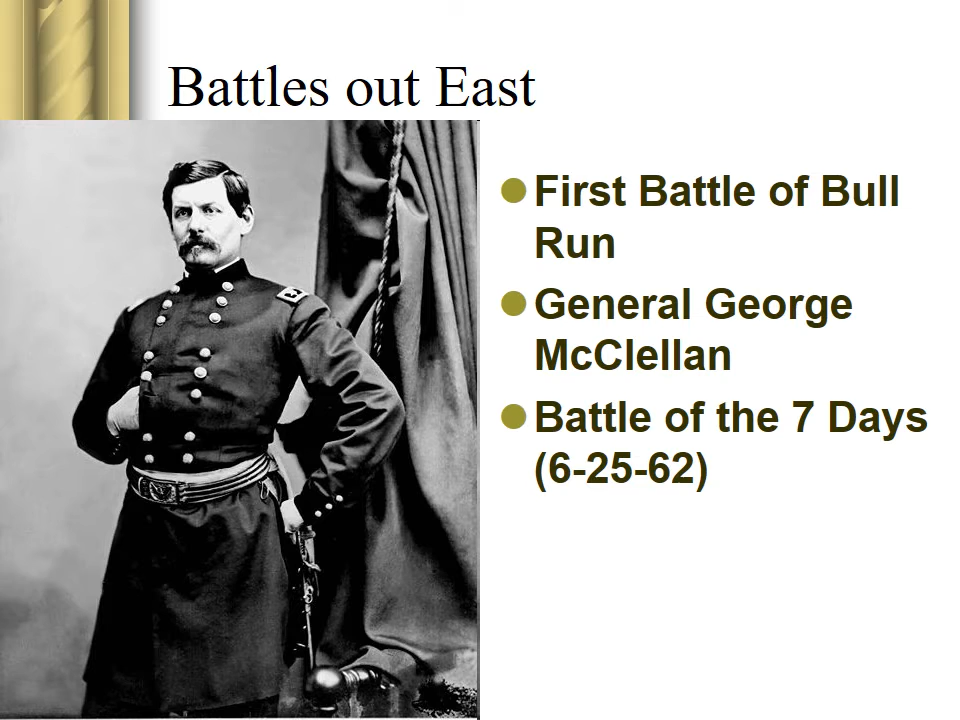 Battles out East
First Battle of Bull
Run
General George
McClellan
Battle of the 7 Days
(6-25-62)